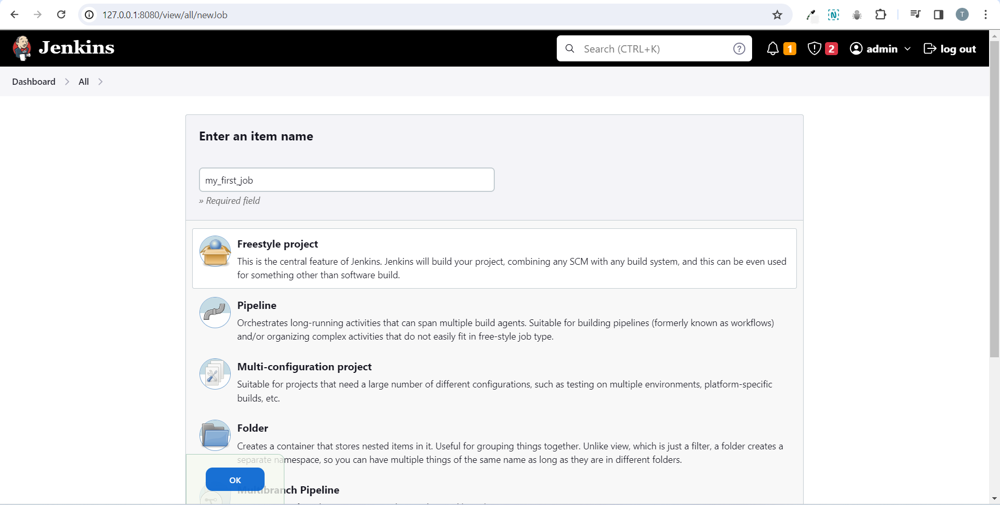 127.0.0.1:8080/view/all/newJob
T
Jenkins
Search (CTRL+K)
?
1
2
admin
log out
Dashboard
All
Enter an item name
my_first_job
» Required field
Freestyle project
This is the central feature of Jenkins. Jenkins will build your project, combining any SCM with any build system, and this can be even used
for something other than software build.
Pipeline
Orchestrates long-running activities that can span multiple build agents. Suitable for building pipelines (formerly known as workflows)
and/or organizing complex activities that do not easily fit in free-style job type.
Multi-configuration project
Suitable for projects that need a large number of different configurations, such as testing on multiple environments, platform-specific
builds, etc.
Folder
Creates a container that stores nested items in it. Useful for grouping things together. Unlike view, which is just a filter, a folder creates a
separate namespace, so you can have multiple things of the same name as long as they are in different folders.
OK
Multibranch Pipeline